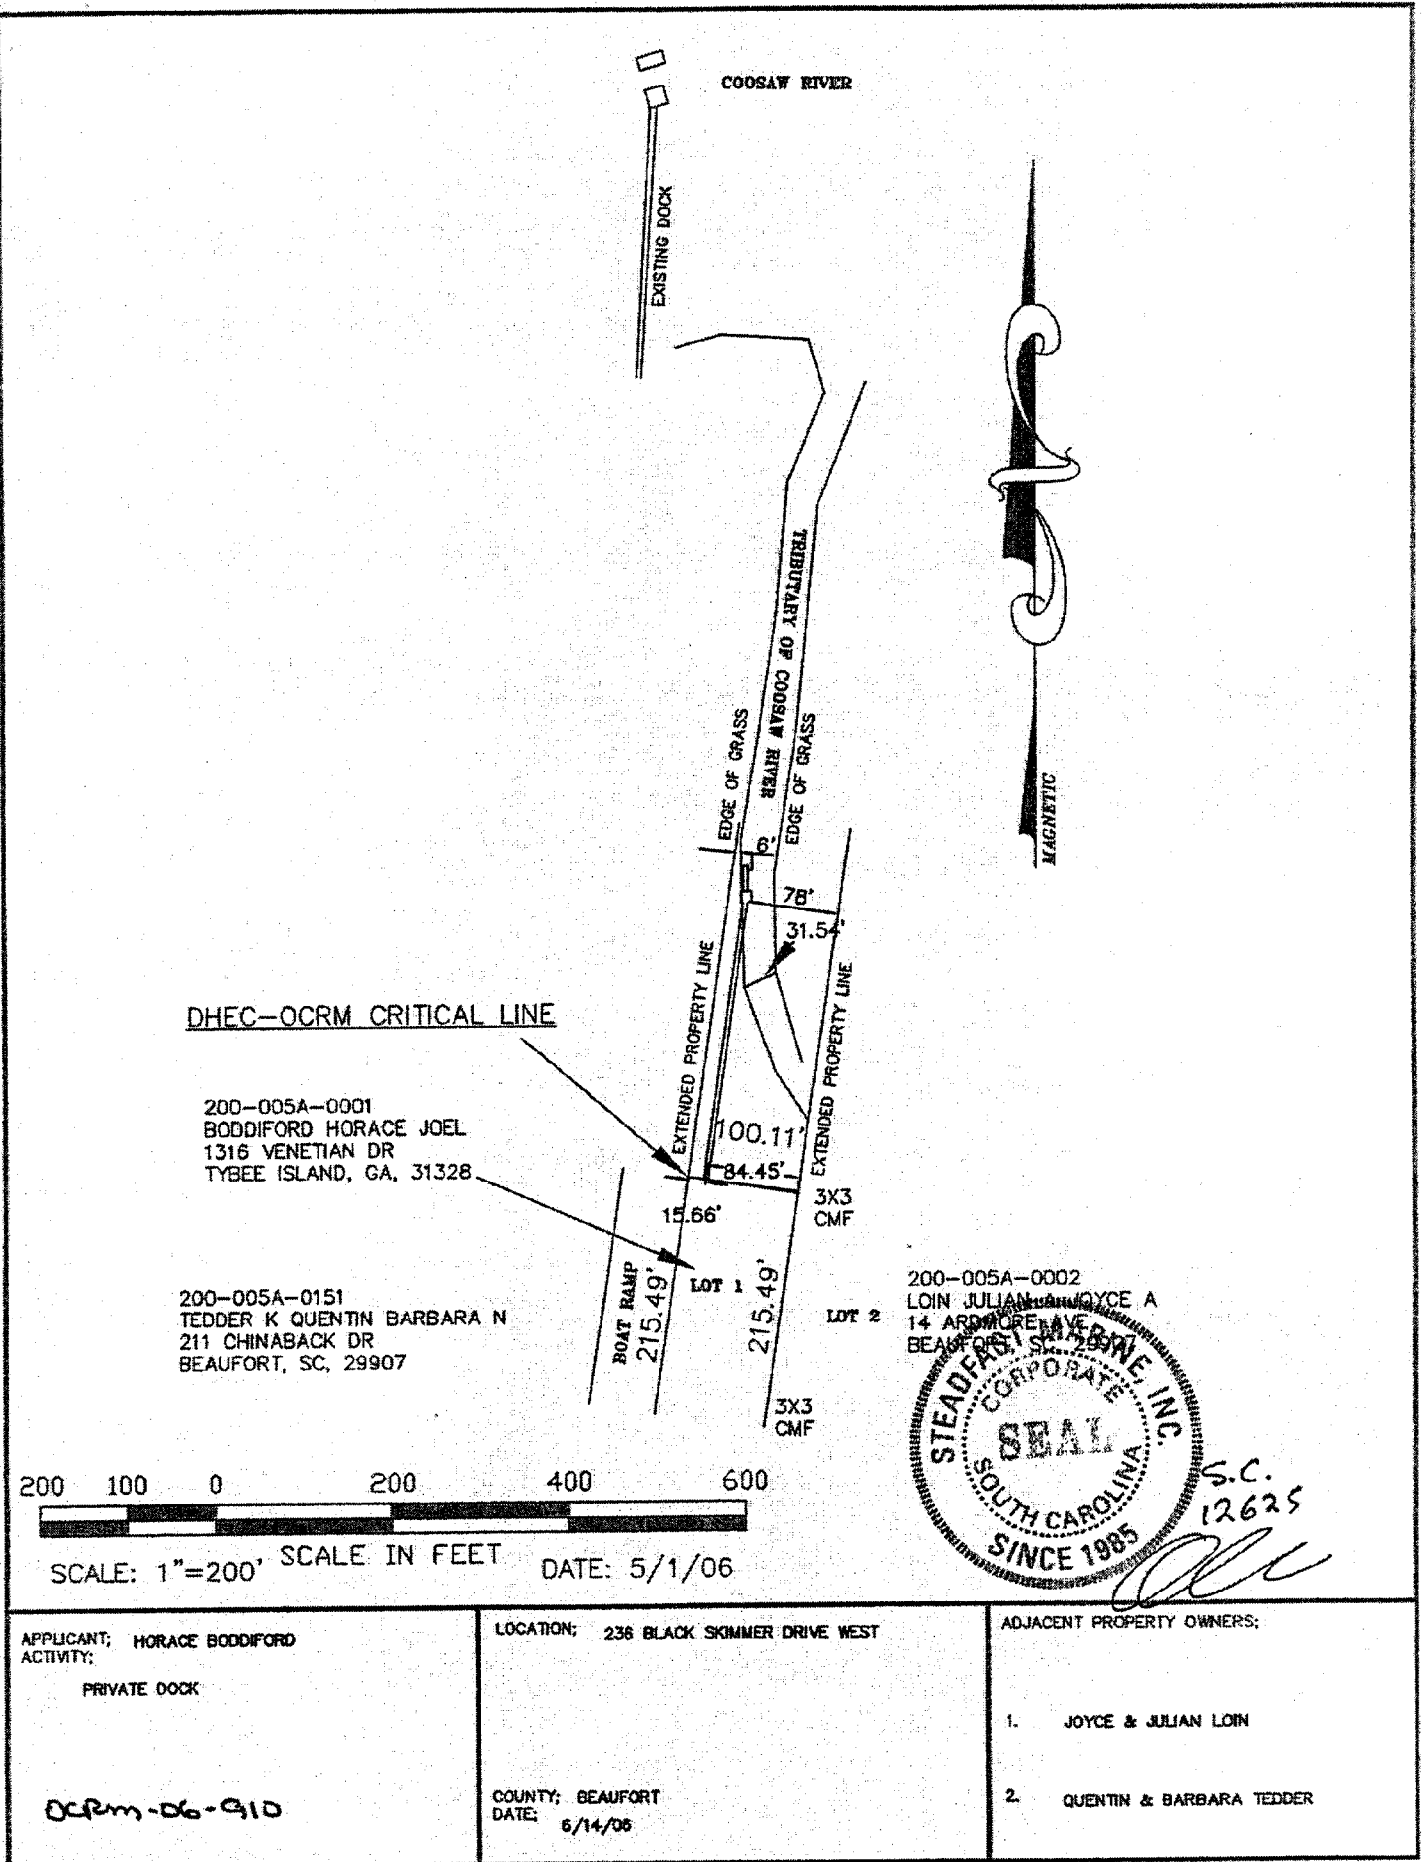 COOSAW RIVER
EXISTING DOCK
TRIBUTARY OF COOSAW RIVER
EDGE OF GRASS
EDGE OF GRASS
MAGNETIC
6'
78'
31.54'
EXTENDED PROPERTY LINE
EXTENDED PROPERTY LINE
DHEC-OCRM CRITICAL LINE
200-005A-0001
BODDIFORD HORACE JOEL
1316 VENETIAN DR
TYBEE ISLAND, GA, 31328
100.11'
84.45'
3X3
CMF
15.66'
BOAT RAMP
215.49'
LOT 1
215.49'
LOT 2
200-005A-0151
TEDDER K QUENTIN BARBARA N
211 CHINABACK DR
BEAUFORT, SC, 29907
200-005A-0002
LOIN JULIAN A JOYCE A
14 ARDMORE AVE
BEAUFORT, SC, 29907
3X3
CMF
STEADFAST MARINE, INC.
CORPORATE
SEAL
SOUTH CAROLINA
SINCE 1985
S.C.
12625
200 100 0 200 400 600
SCALE IN FEET
SCALE: 1"=200'
DATE: 5/1/06
APPLICANT: HORACE BODDIFORD
ACTIVITY:
PRIVATE DOCK
OCRM-06-910
LOCATION: 236 BLACK SKIMMER DRIVE WEST
COUNTY: BEAUFORT
DATE:
6/14/06
ADJACENT PROPERTY OWNERS:
1. JOYCE & JULIAN LOIN
2. QUENTIN & BARBARA TEDDER